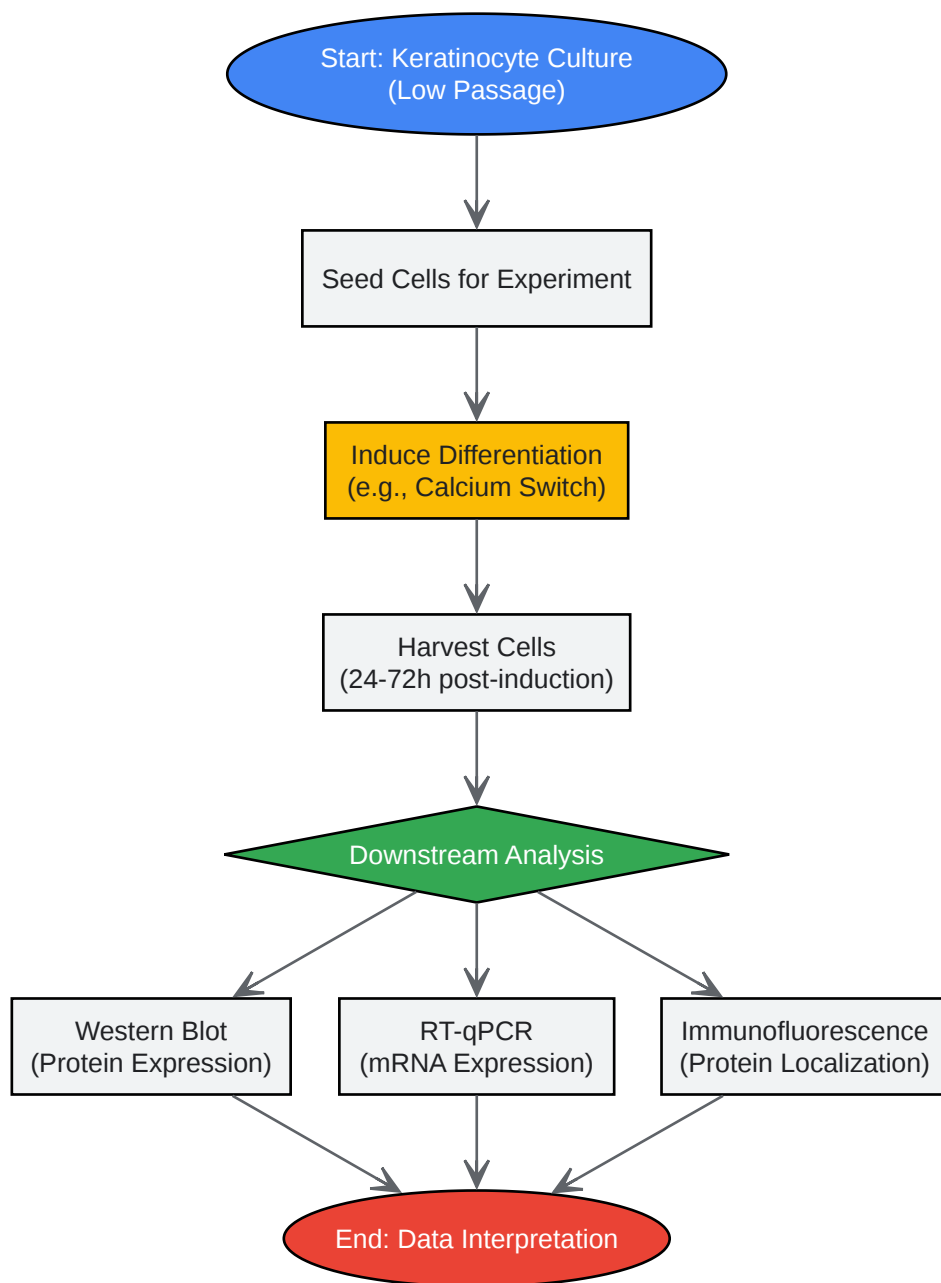 Start: Keratinocyte Culture
(Low Passage)
Seed Cells for Experiment
Induce Differentiation
(e.g., Calcium Switch)
Harvest Cells
(24-72h post-induction)
Downstream Analysis
Western Blot
(Protein Expression)
RT-qPCR
(mRNA Expression)
Immunofluorescence
(Protein Localization)
End: Data Interpretation